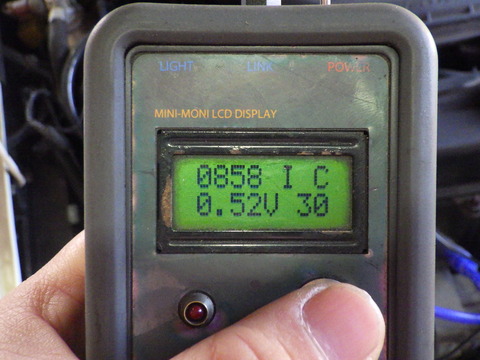 LIGHT LINK POWER
MINI-MONI LCD DISPLAY
0858 I C
0.52V 30